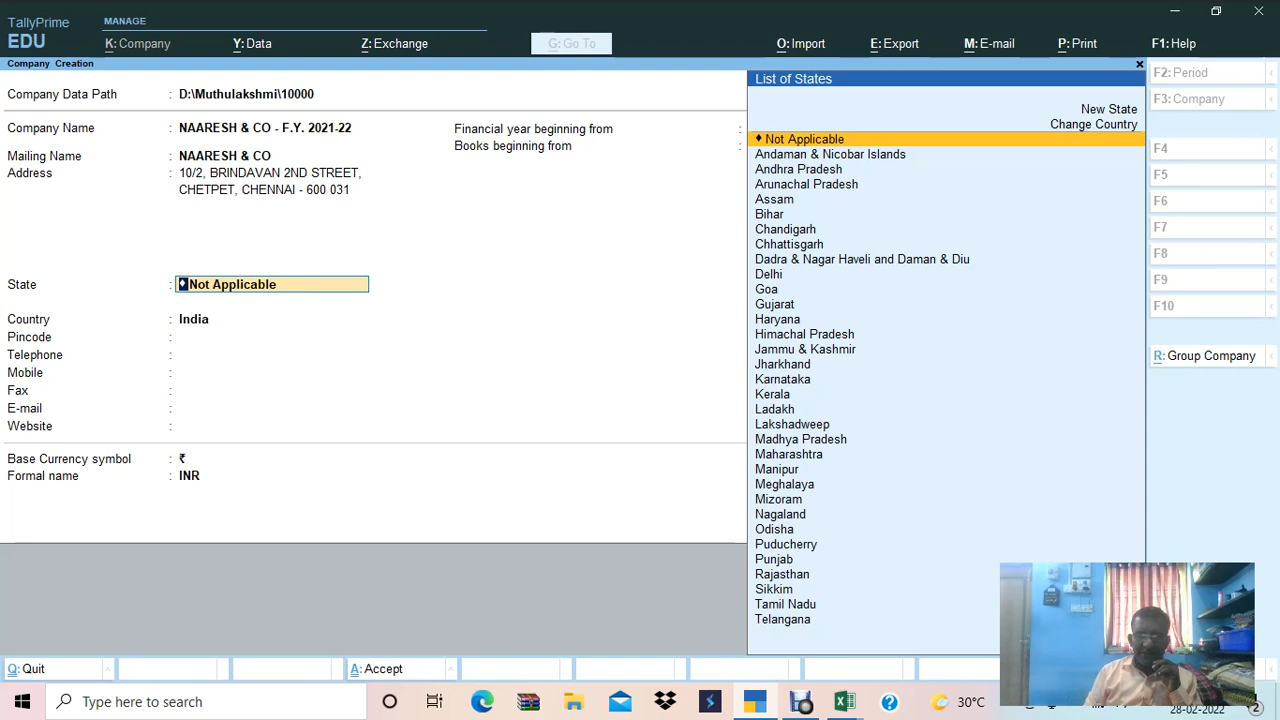 TallyPrime
EDU
MANAGE
K: Company
Y: Data
Z: Exchange
G: Go To
O: Import
E: Export
M: E-mail
P: Print
F1: Help
Company Creation
Company Data Path : D:\Muthulakshmi\10000
Company Name : NAARESH & CO - F.Y. 2021-22
Mailing Name : NAARESH & CO
Address : 10/2, BRINDAVAN 2ND STREET,
CHETPET, CHENNAI - 600 031
State : ♦Not Applicable
Country : India
Pincode :
Telephone :
Mobile :
Fax :
E-mail :
Website :
Base Currency symbol : ₹
Formal name : INR
Financial year beginning from :
Books beginning from :
List of States
New State
Change Country
♦ Not Applicable
Andaman & Nicobar Islands
Andhra Pradesh
Arunachal Pradesh
Assam
Bihar
Chandigarh
Chhattisgarh
Dadra & Nagar Haveli and Daman & Diu
Delhi
Goa
Gujarat
Haryana
Himachal Pradesh
Jammu & Kashmir
Jharkhand
Karnataka
Kerala
Ladakh
Lakshadweep
Madhya Pradesh
Maharashtra
Manipur
Meghalaya
Mizoram
Nagaland
Odisha
Puducherry
Punjab
Rajasthan
Sikkim
Tamil Nadu
Telangana
F2: Period
F3: Company
F4
F5
F6
F7
F8
F9
F10
R: Group Company
Q: Quit
A: Accept
Type here to search
30°C
28-02-2022
2